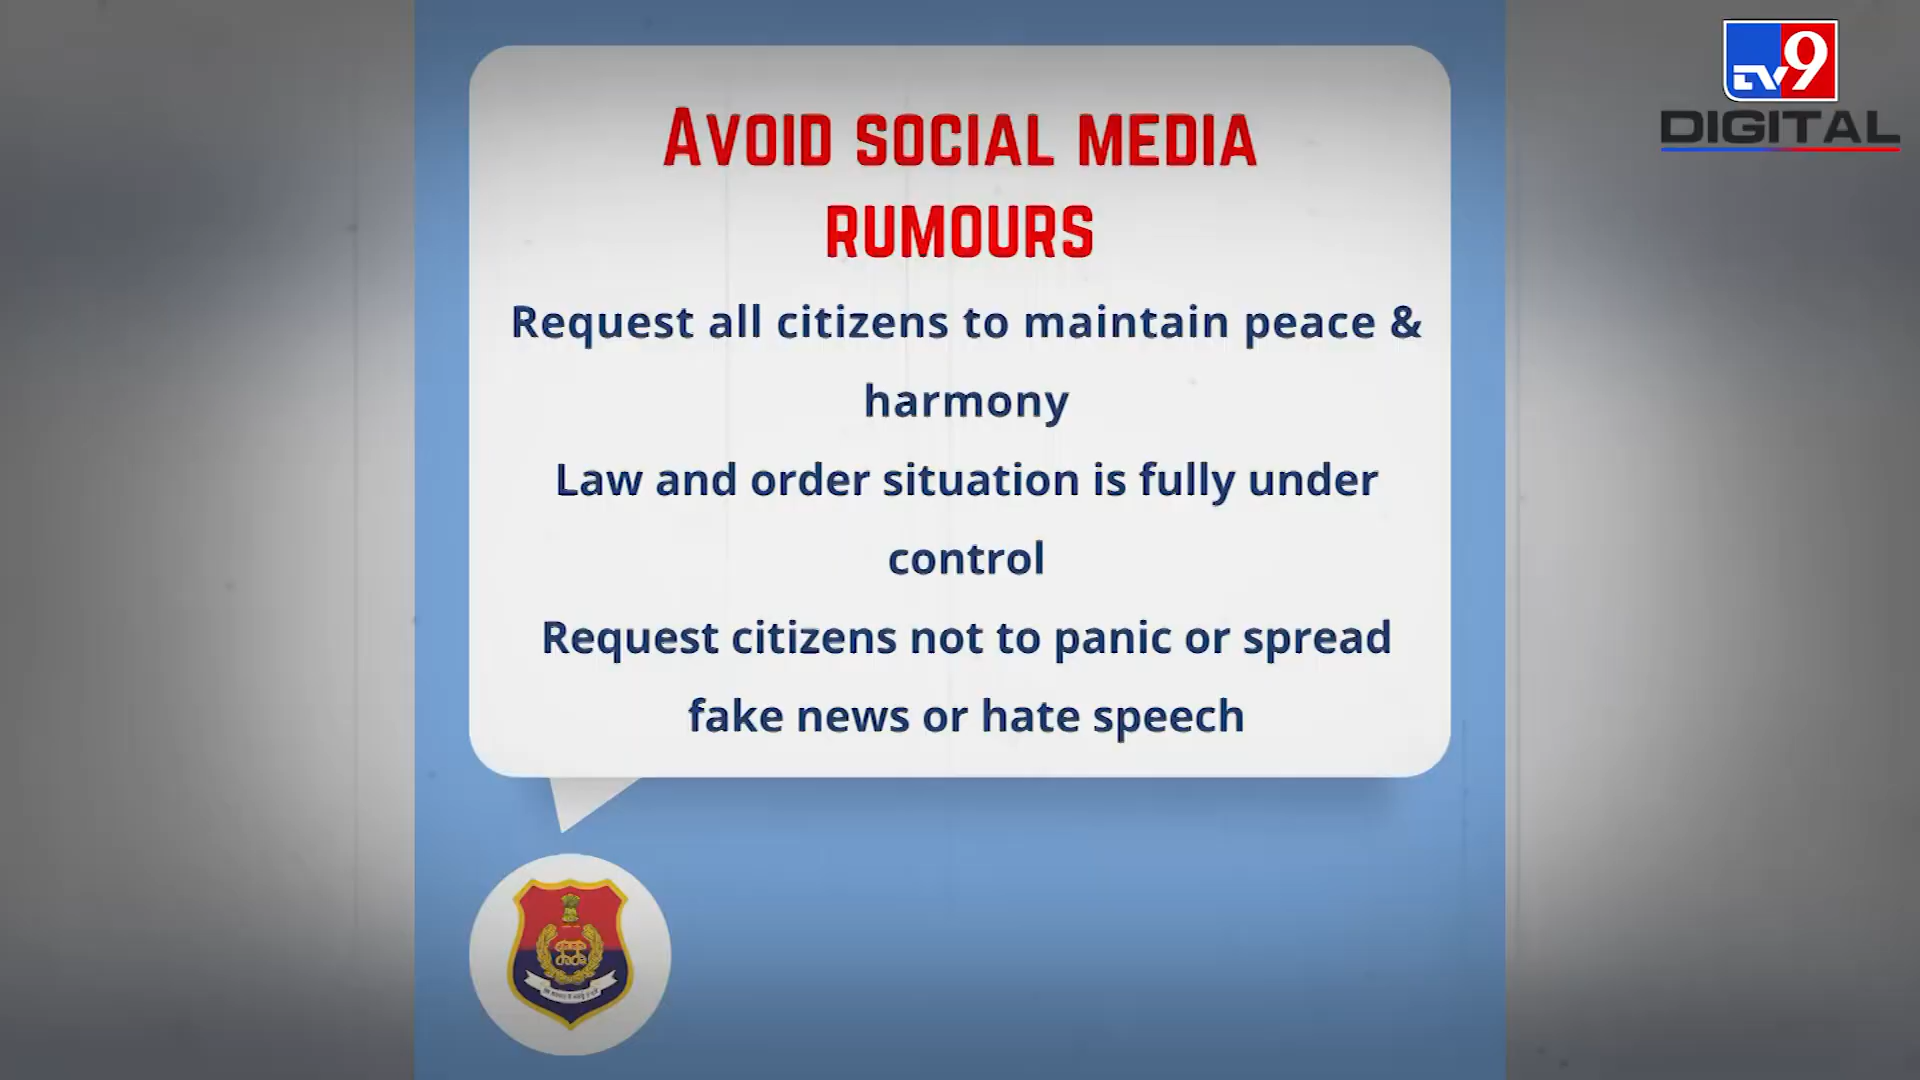 TV9
DIGITAL
AVOID SOCIAL MEDIA
RUMOURS
Request all citizens to maintain peace &
harmony
Law and order situation is fully under
control
Request citizens not to panic or spread
fake news or hate speech